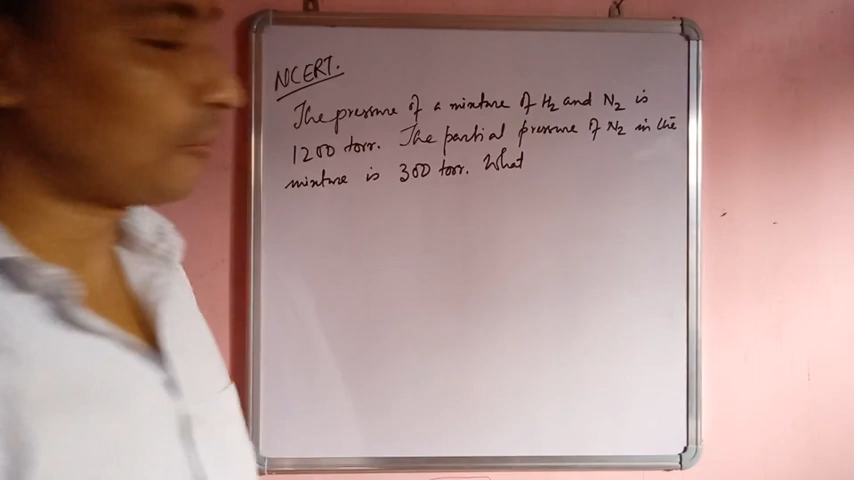 NCERT.
The pressure of a mixture of H2 and N2 is
1200 torr. The partial pressure of N2 in the
mixture is 300 torr. What